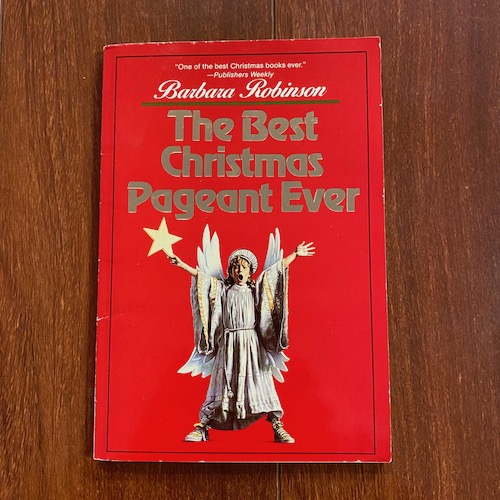 "One of the best Christmas books ever."
—Publishers Weekly
Barbara Robinson
The Best
Christmas
Pageant Ever